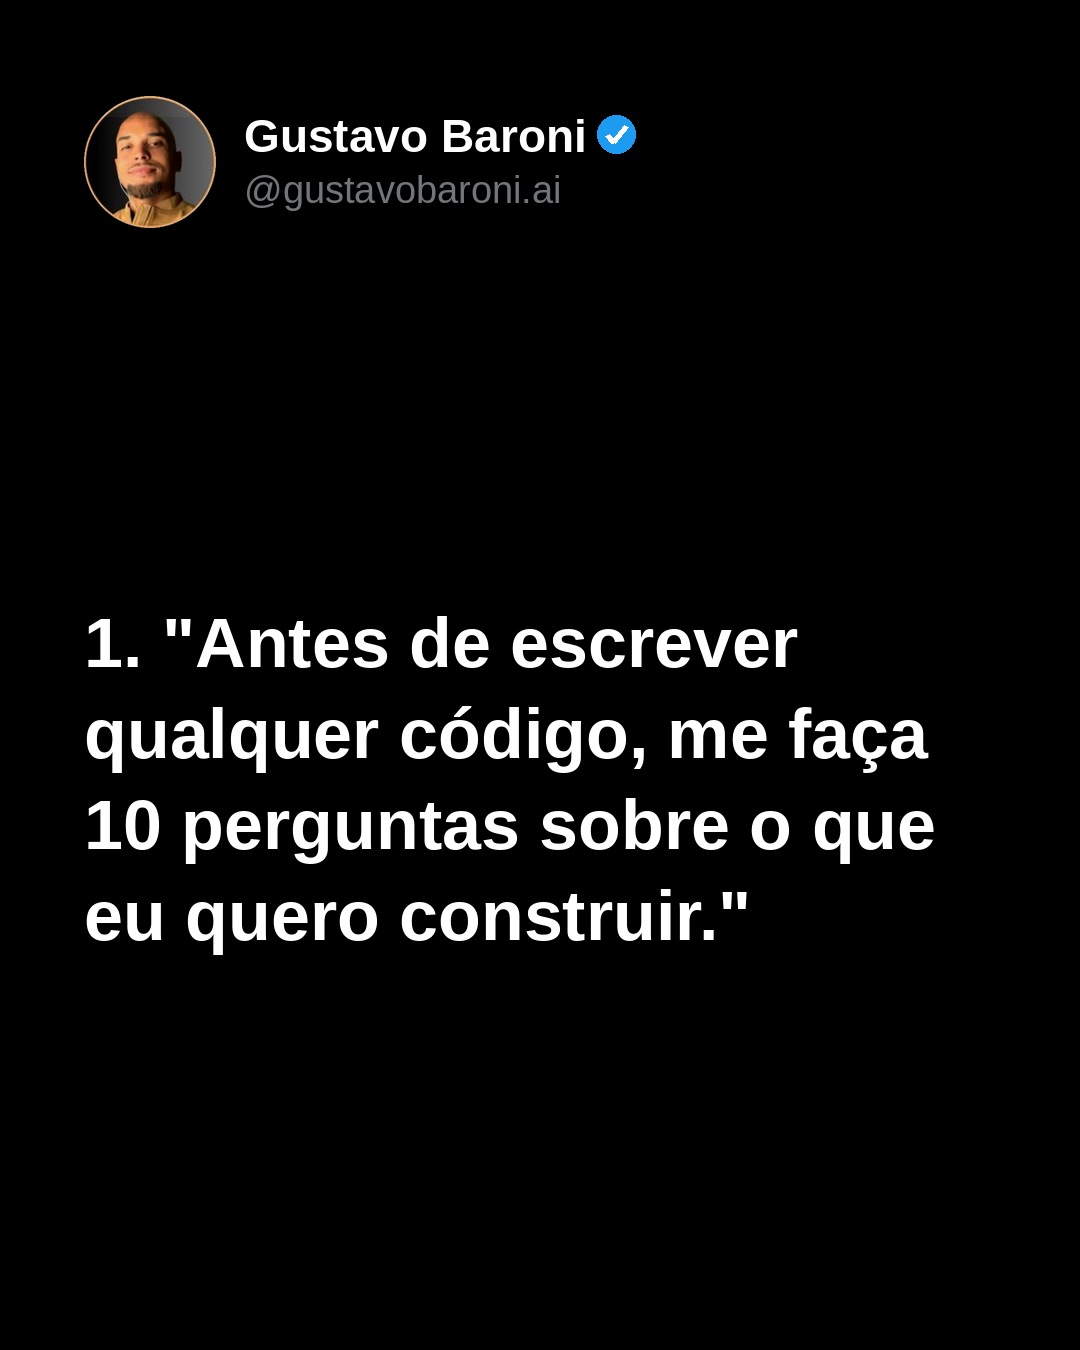 Gustavo Baroni
@gustavobaroni.ai
1. "Antes de escrever
qualquer código, me faça
10 perguntas sobre o que
eu quero construir."